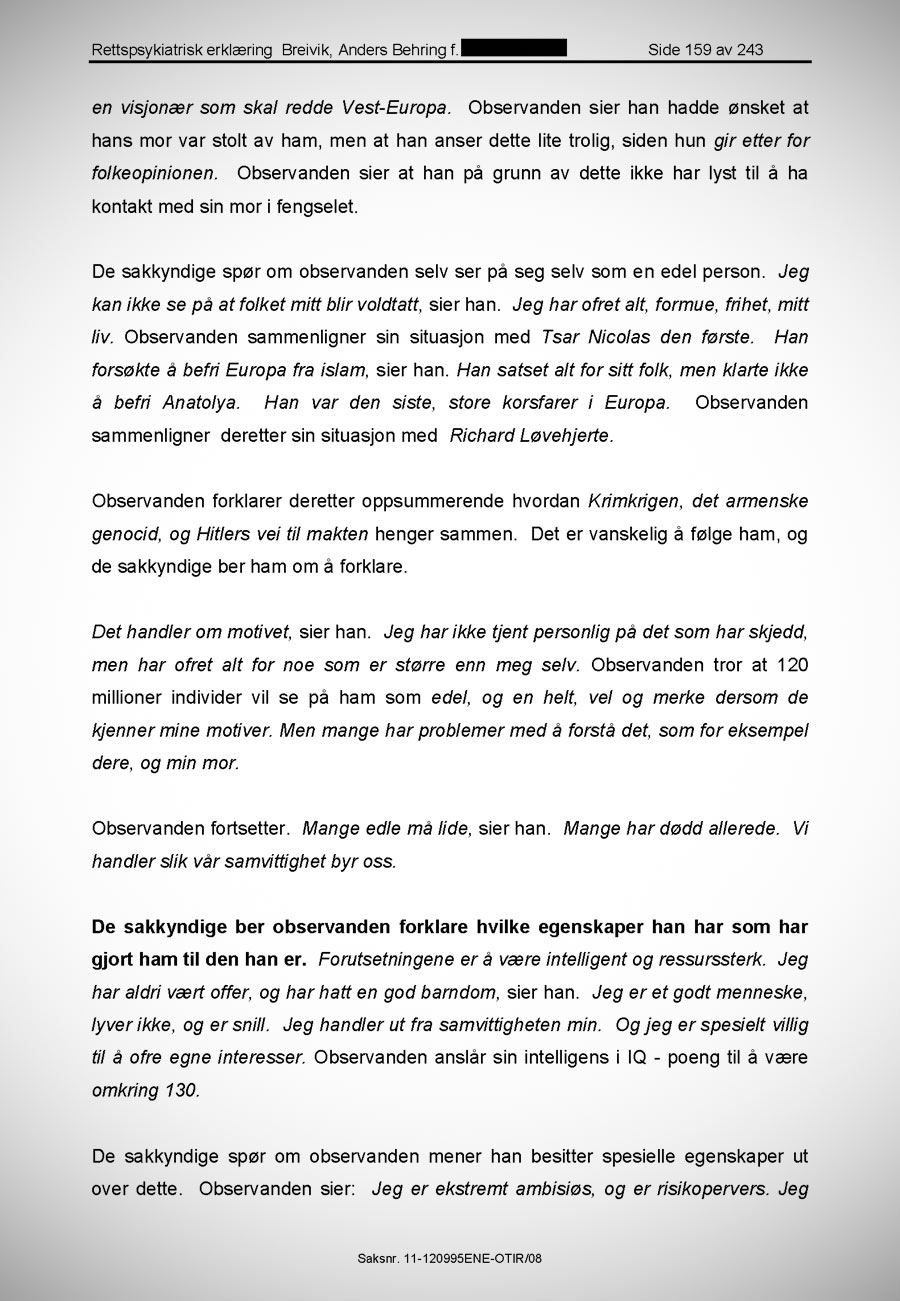 Rettspsykiatrisk erklæring Breivik, Anders Behring f. Side 159 av 243
en visjonær som skal redde Vest-Europa. Observanden sier han hadde ønsket at
hans mor var stolt av ham, men at han anser dette lite trolig, siden hun gir etter for
folkeopinionen. Observanden sier at han på grunn av dette ikke har lyst til å ha
kontakt med sin mor i fengselet.
De sakkyndige spør om observanden selv ser på seg selv som en edel person. Jeg
kan ikke se på at folket mitt blir voldtatt, sier han. Jeg har ofret alt, formue, frihet, mitt
liv. Observanden sammenligner sin situasjon med Tsar Nicolas den første. Han
forsøkte å befri Europa fra islam, sier han. Han satset alt for sitt folk, men klarte ikke
å befri Anatolya. Han var den siste, store korsfarer i Europa. Observanden
sammenligner deretter sin situasjon med Richard Løvehjerte.
Observanden forklarer deretter oppsummerende hvordan Krimkrigen, det armenske
genocid, og Hitlers vei til makten henger sammen. Det er vanskelig å følge ham, og
de sakkyndige ber ham om å forklare.
Det handler om motivet, sier han. Jeg har ikke tjent personlig på det som har skjedd,
men har ofret alt for noe som er større enn meg selv. Observanden tror at 120
millioner individer vil se på ham som edel, og en helt, vel og merke dersom de
kjenner mine motiver. Men mange har problemer med å forstå det, som for eksempel
dere, og min mor.
Observanden fortsetter. Mange edle må lide, sier han. Mange har dødd allerede. Vi
handler slik vår samvittighet byr oss.
De sakkyndige ber observanden forklare hvilke egenskaper han har som har
gjort ham til den han er. Forutsetningene er å være intelligent og ressurssterk. Jeg
har aldri vært offer, og har hatt en god barndom, sier han. Jeg er et godt menneske,
lyver ikke, og er snill. Jeg handler ut fra samvittigheten min. Og jeg er spesielt villig
til å ofre egne interesser. Observanden anslår sin intelligens i IQ - poeng til å være
omkring 130.
De sakkyndige spør om observanden mener han besitter spesielle egenskaper ut
over dette. Observanden sier: Jeg er ekstremt ambisiøs, og er risikopervers. Jeg
Saksnr. 11-120995ENE-OTIR/08